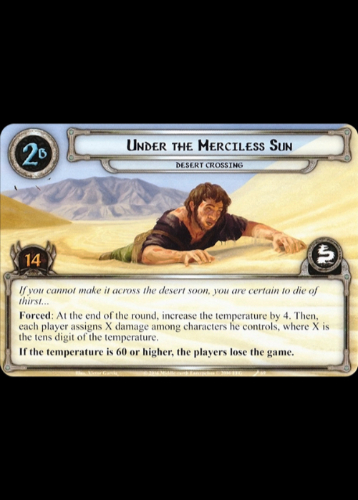 2B
UNDER THE MERCILESS SUN
DESERT CROSSING
14
If you cannot make it across the desert soon, you are certain to die of
thirst...
Forced: At the end of the round, increase the temperature by 4. Then,
each player assigns X damage among characters he controls, where X is
the tens digit of the temperature.
If the temperature is 60 or higher, the players lose the game.